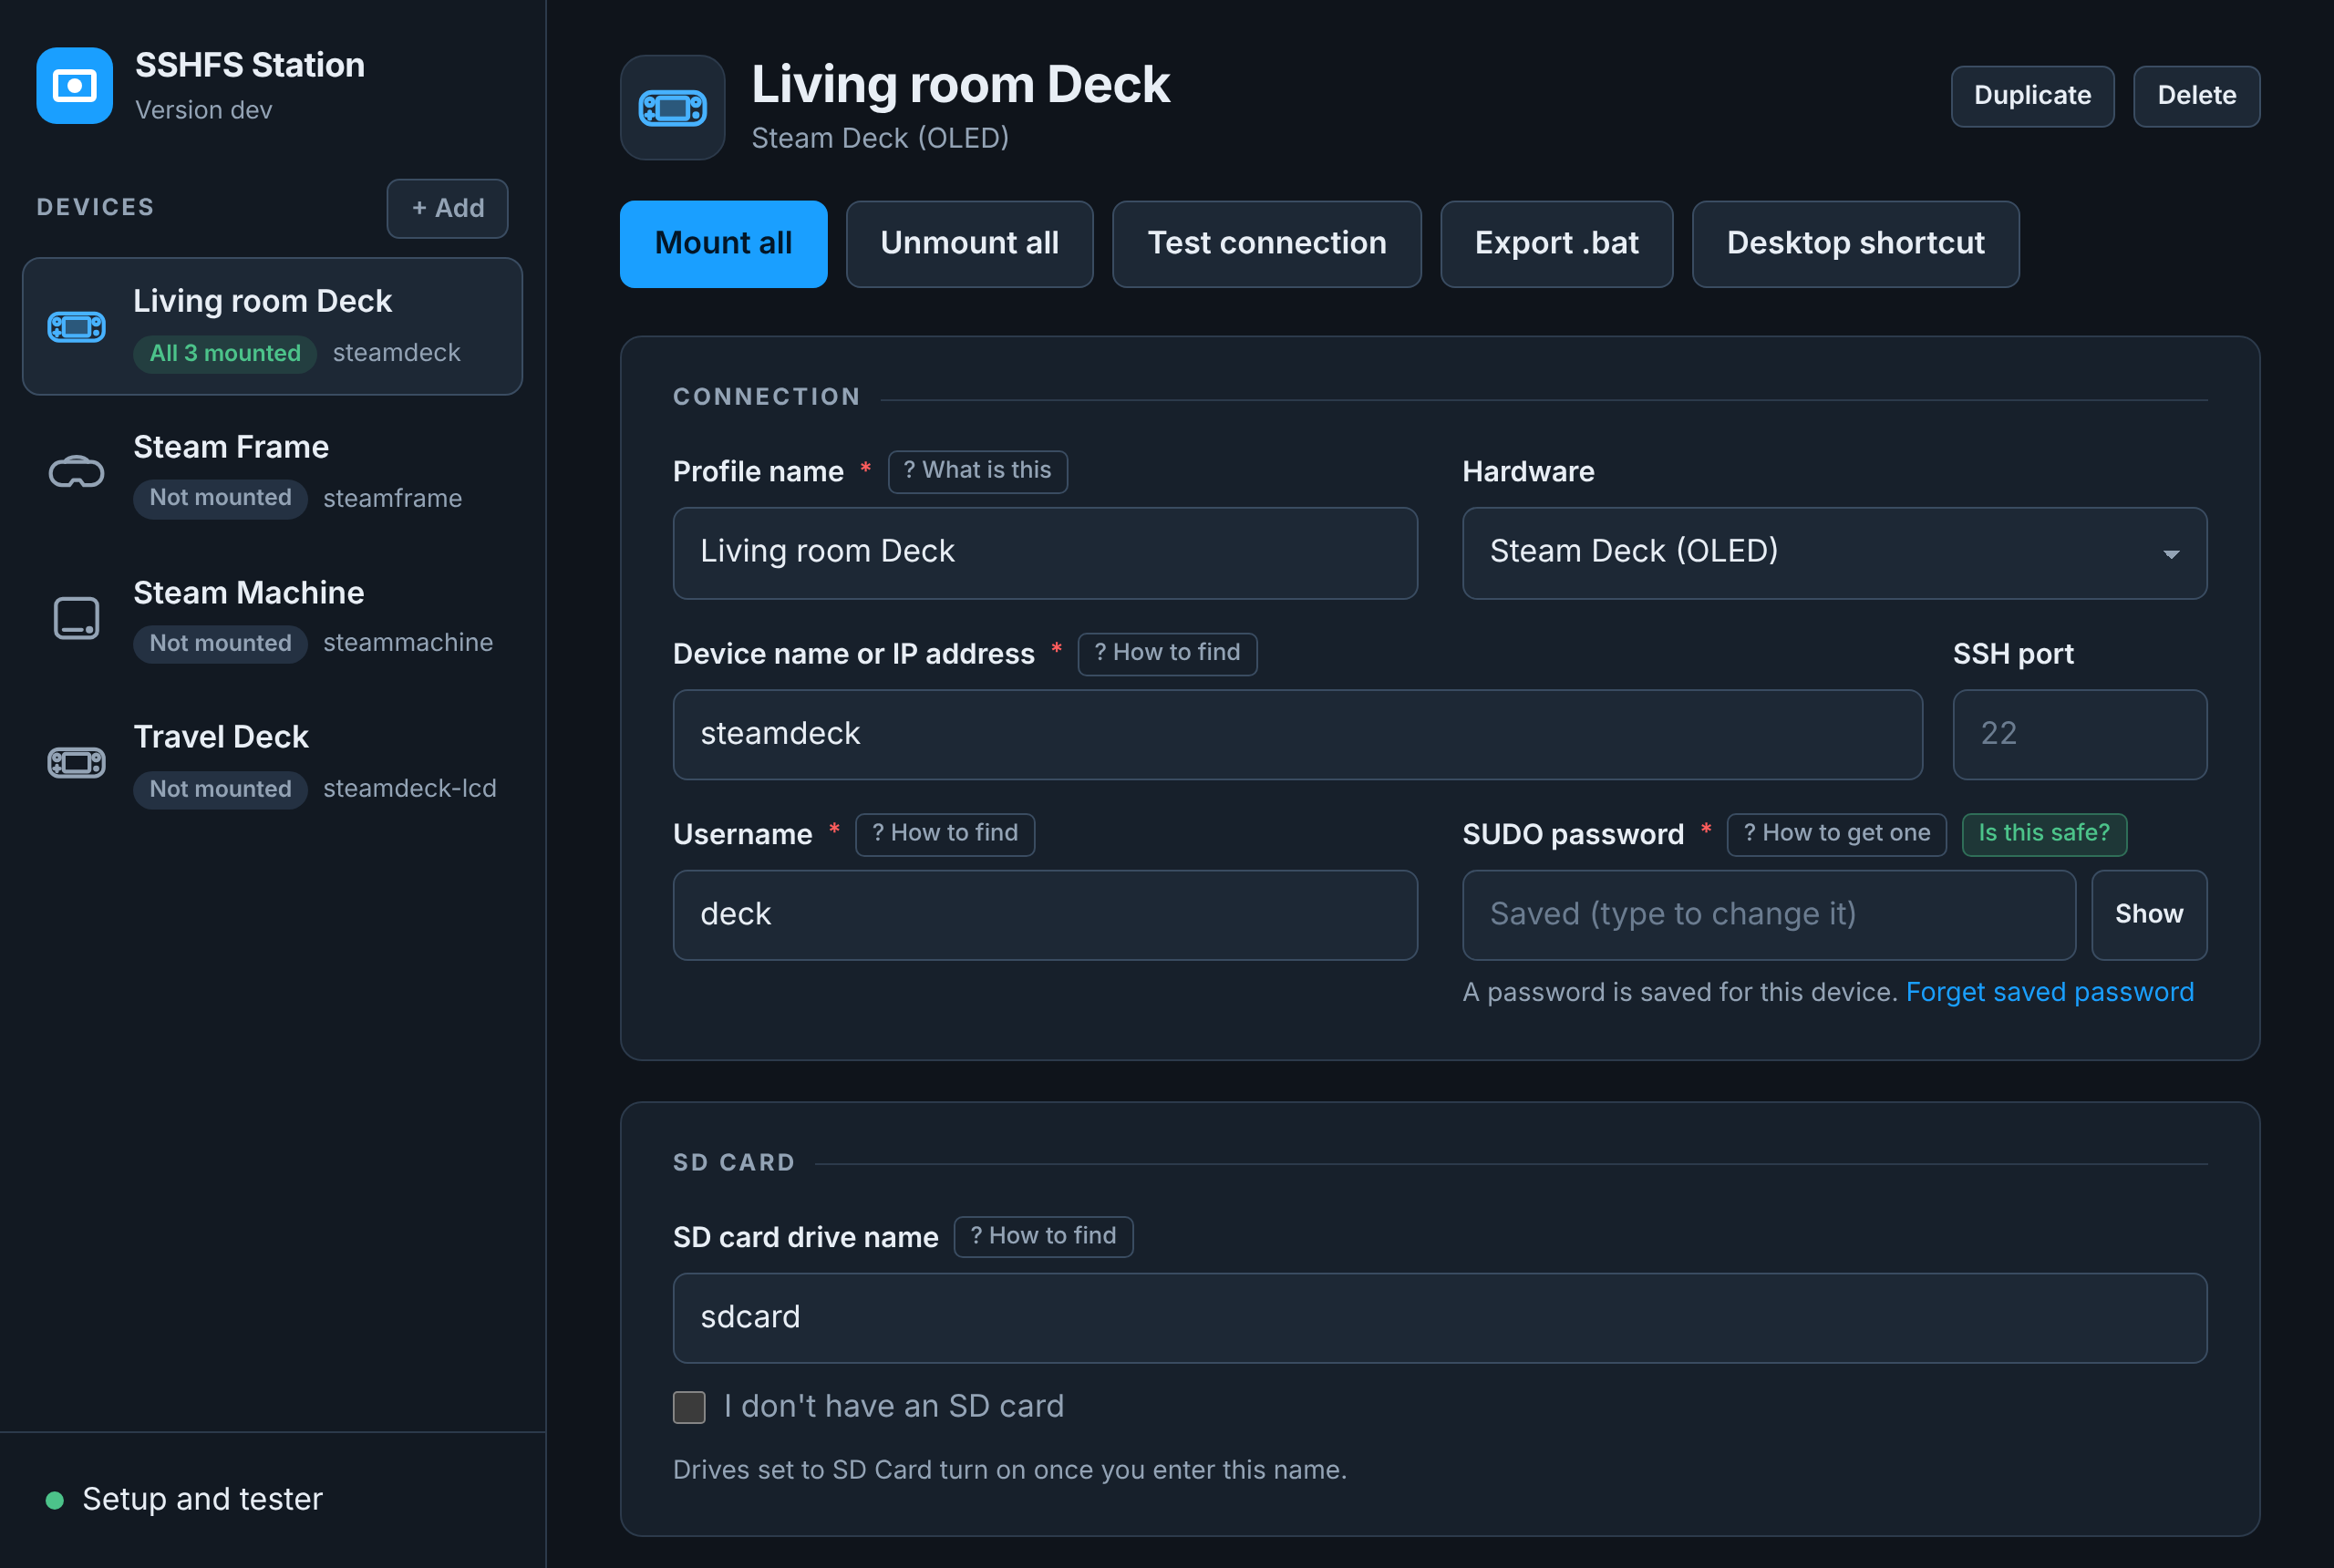 SSHFS Station
Version dev
DEVICES
+ Add
Living room Deck
All 3 mounted steamdeck
Steam Frame
Not mounted steamframe
Steam Machine
Not mounted steammachine
Travel Deck
Not mounted steamdeck-lcd
Setup and tester
Living room Deck
Steam Deck (OLED)
Duplicate Delete
Mount all Unmount all Test connection Export .bat Desktop shortcut
CONNECTION
Profile name * ? What is this
Living room Deck
Hardware
Steam Deck (OLED)
Device name or IP address * ? How to find
steamdeck
SSH port
22
Username * ? How to find
deck
SUDO password * ? How to get one Is this safe?
Saved (type to change it) Show
A password is saved for this device. Forget saved password
SD CARD
SD card drive name ? How to find
sdcard
I don't have an SD card
Drives set to SD Card turn on once you enter this name.